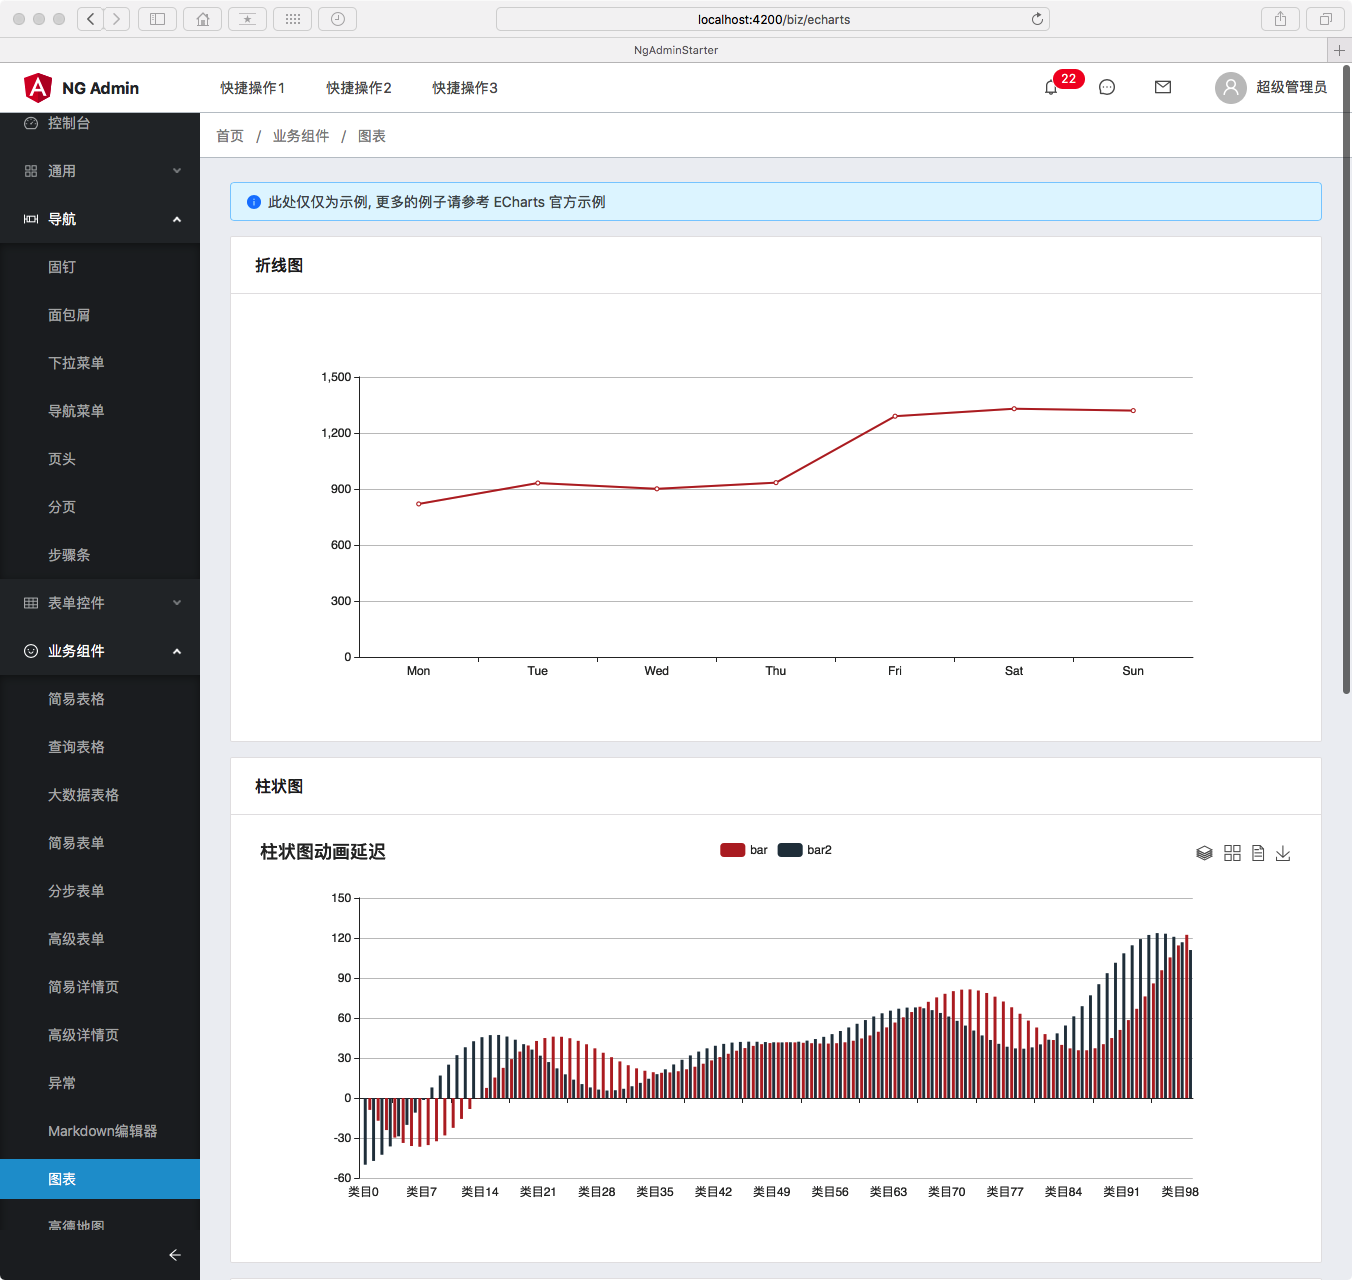 localhost:4200/biz/echarts
NgAdminStarter
NG Admin
快捷操作1 快捷操作2 快捷操作3
22
超级管理员
控制台
通用
导航
固钉
面包屑
下拉菜单
导航菜单
页头
分页
步骤条
表单控件
业务组件
简易表格
查询表格
大数据表格
简易表单
分步表单
高级表单
简易详情页
高级详情页
异常
Markdown编辑器
图表
高德地图
首页 / 业务组件 / 图表
此处仅仅为示例, 更多的例子请参考 ECharts 官方示例
折线图
1,500
1,200
900
600
300
0
Mon Tue Wed Thu Fri Sat Sun
柱状图
柱状图动画延迟
bar bar2
150
120
90
60
30
0
-30
-60
类目0 类目7 类目14 类目21 类目28 类目35 类目42 类目49 类目56 类目63 类目70 类目77 类目84 类目91 类目98